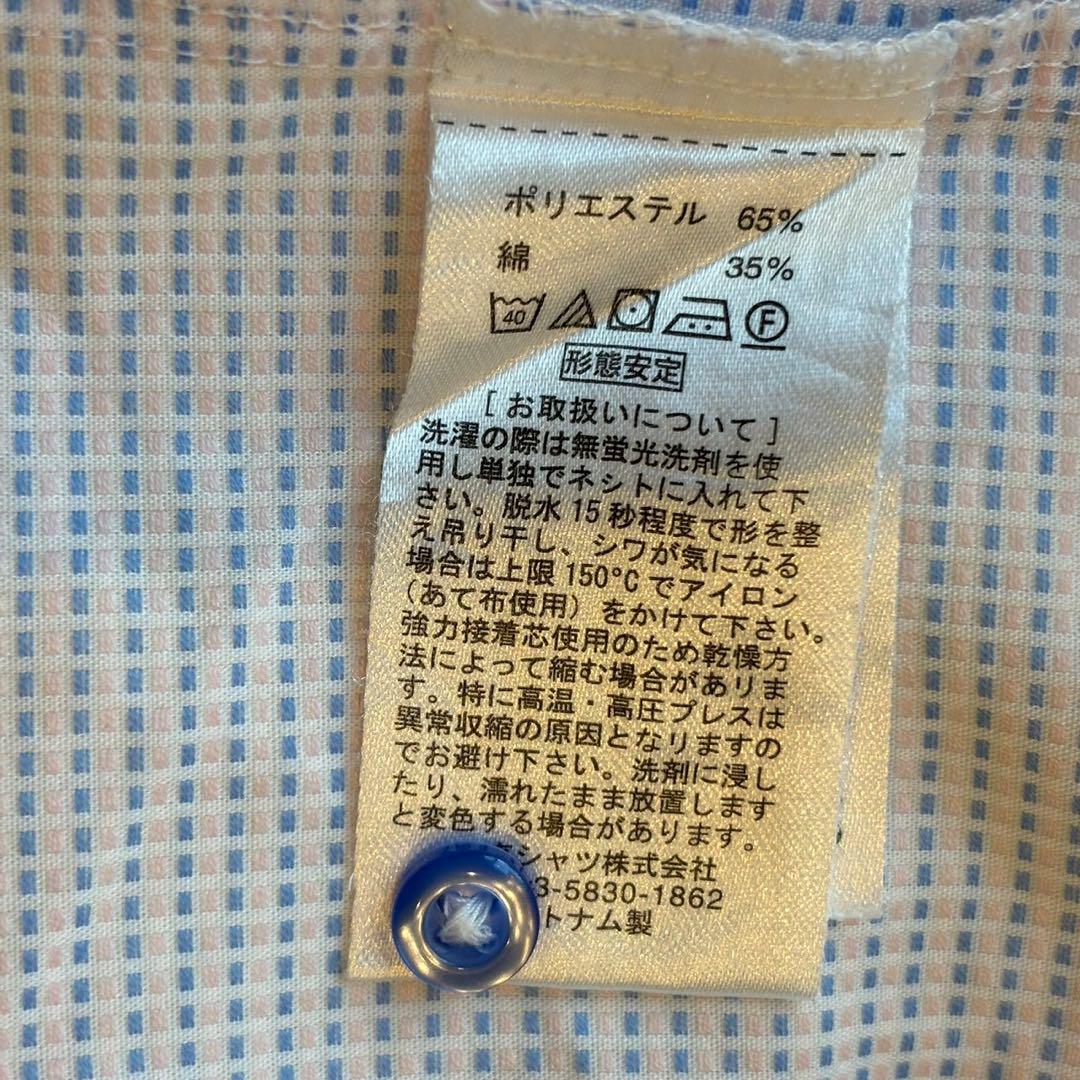 ポリエステル 65%
綿 35%
40
F
形態安定
[お取扱いについて]
洗濯の際は無蛍光洗剤を使
用し単独でネットに入れて下
さい。脱水15秒程度で形を整
え吊り干し、シワが気になる
場合は上限150℃でアイロン
(あて布使用)をかけて下さい。
強力接着芯使用のため乾燥方
法によって縮む場合がありま
す。特に高温・高圧プレスは
異常収縮の原因となりますの
でお避け下さい。洗剤に浸し
たり、濡れたまま放置します
と変色する場合があります。
シャツ株式会社
3-5830-1862
トナム製